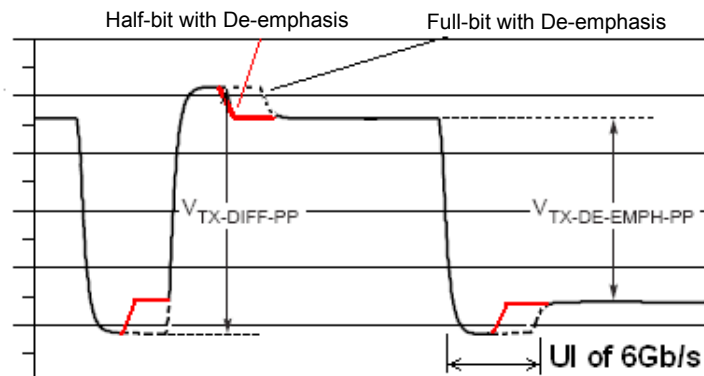 Half-bit with De-emphasis
Full-bit with De-emphasis
VTX-DIFF-PP
VTX-DE-EMPH-PP
UI of 6Gb/s